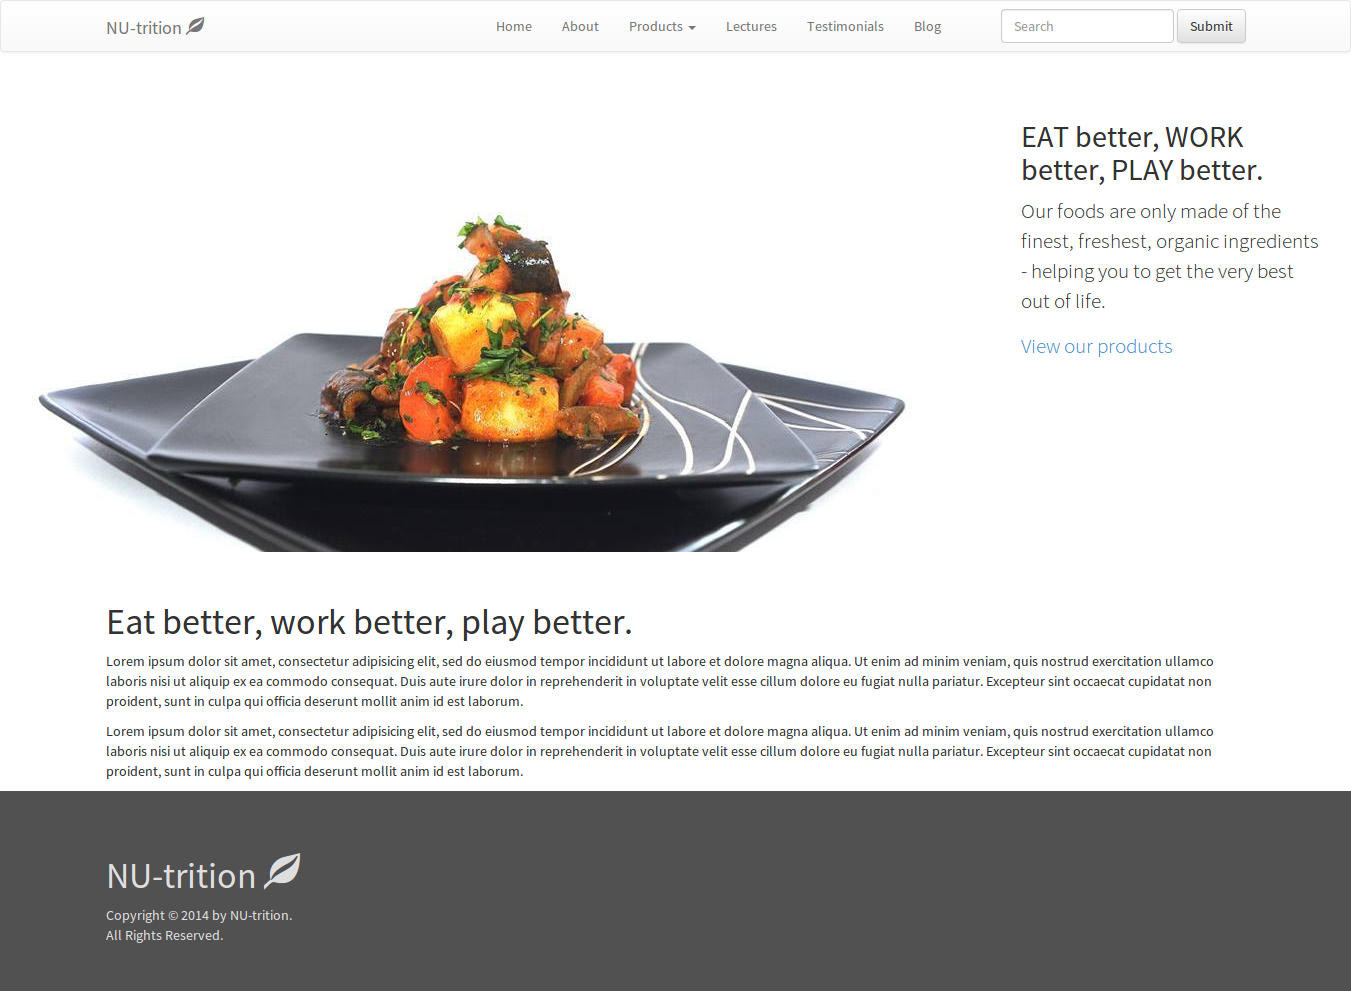 NU-trition
Home About Products Lectures Testimonials Blog Search Submit
EAT better, WORK
better, PLAY better.
Our foods are only made of the
finest, freshest, organic ingredients
- helping you to get the very best
out of life.
View our products
Eat better, work better, play better.
Lorem ipsum dolor sit amet, consectetur adipisicing elit, sed do eiusmod tempor incididunt ut labore et dolore magna aliqua. Ut enim ad minim veniam, quis nostrud exercitation ullamco
laboris nisi ut aliquip ex ea commodo consequat. Duis aute irure dolor in reprehenderit in voluptate velit esse cillum dolore eu fugiat nulla pariatur. Excepteur sint occaecat cupidatat non
proident, sunt in culpa qui officia deserunt mollit anim id est laborum.
Lorem ipsum dolor sit amet, consectetur adipisicing elit, sed do eiusmod tempor incididunt ut labore et dolore magna aliqua. Ut enim ad minim veniam, quis nostrud exercitation ullamco
laboris nisi ut aliquip ex ea commodo consequat. Duis aute irure dolor in reprehenderit in voluptate velit esse cillum dolore eu fugiat nulla pariatur. Excepteur sint occaecat cupidatat non
proident, sunt in culpa qui officia deserunt mollit anim id est laborum.
NU-trition
Copyright © 2014 by NU-trition.
All Rights Reserved.